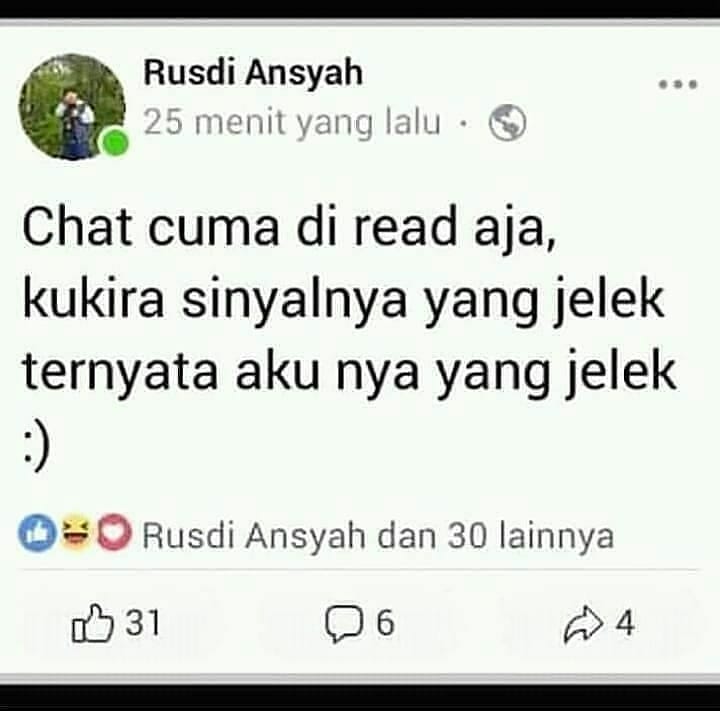 Rusdi Ansyah
25 menit yang lalu ·
Chat cuma di read aja,
kukira sinyalnya yang jelek
ternyata aku nya yang jelek
:)
Rusdi Ansyah dan 30 lainnya
31 6 4